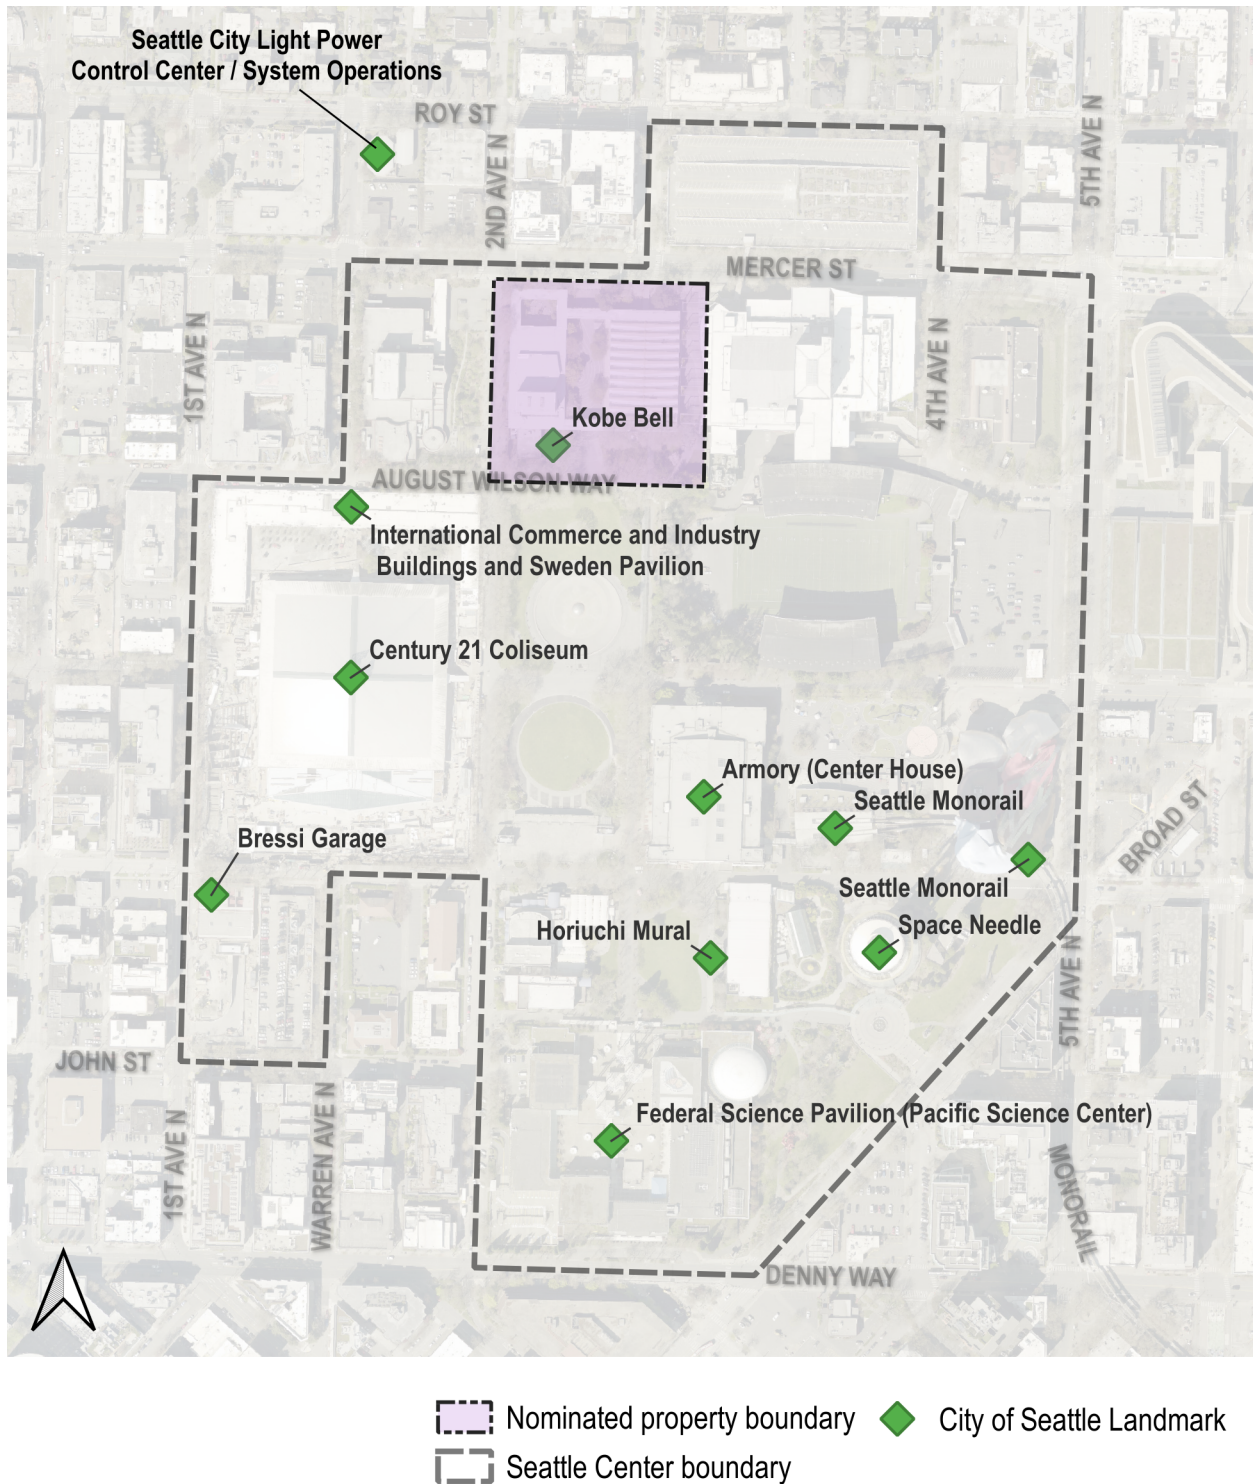 Seattle City Light Power
Control Center / System Operations
ROY ST
2ND AVE N
5TH AVE N
MERCER ST
1ST AVE N
4TH AVE N
Kobe Bell
AUGUST WILSON WAY
International Commerce and Industry
Buildings and Sweden Pavilion
Century 21 Coliseum
Armory (Center House)
Seattle Monorail
BROAD ST
Bressi Garage
Seattle Monorail
Space Needle
Horiuchi Mural
5TH AVE N
JOHN ST
Federal Science Pavilion (Pacific Science Center)
1ST AVE N
WARREN AVE N
MONORAIL
DENNY WAY
Nominated property boundary
City of Seattle Landmark
Seattle Center boundary